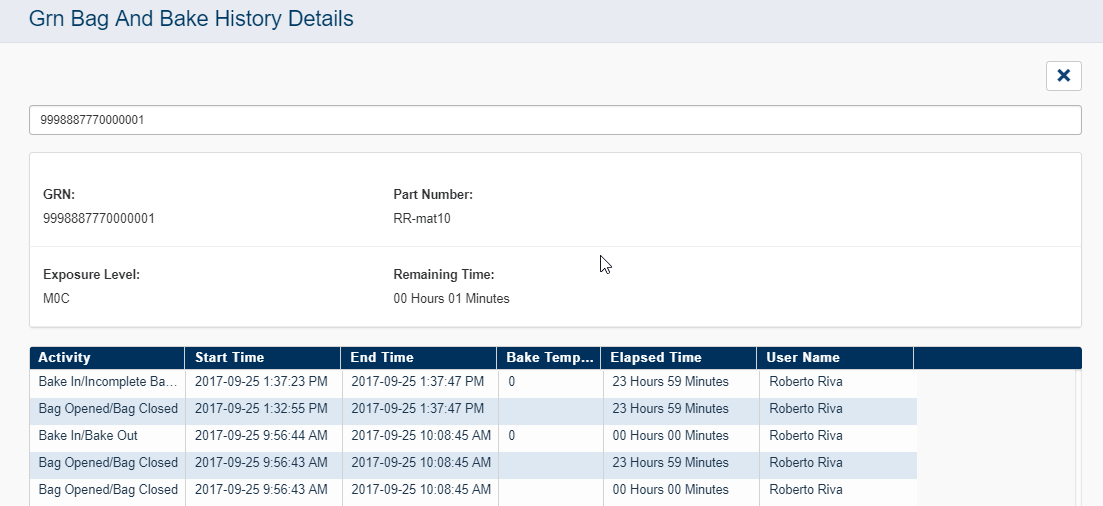 Grn Bag And Bake History Details
9998887770000001
GRN: Part Number:
9998887770000001 RR-mat10
Exposure Level: Remaining Time:
M0C 00 Hours 01 Minutes
Activity Start Time End Time Bake Temp... Elapsed Time User Name
Bake In/Incomplete Ba... 2017-09-25 1:37:23 PM 2017-09-25 1:37:47 PM 0 23 Hours 59 Minutes Roberto Riva
Bag Opened/Bag Closed 2017-09-25 1:32:55 PM 2017-09-25 1:37:47 PM 23 Hours 59 Minutes Roberto Riva
Bake In/Bake Out 2017-09-25 9:56:44 AM 2017-09-25 10:08:45 AM 0 00 Hours 00 Minutes Roberto Riva
Bag Opened/Bag Closed 2017-09-25 9:56:43 AM 2017-09-25 10:08:45 AM 23 Hours 59 Minutes Roberto Riva
Bag Opened/Bag Closed 2017-09-25 9:56:43 AM 2017-09-25 10:08:45 AM 00 Hours 00 Minutes Roberto Riva